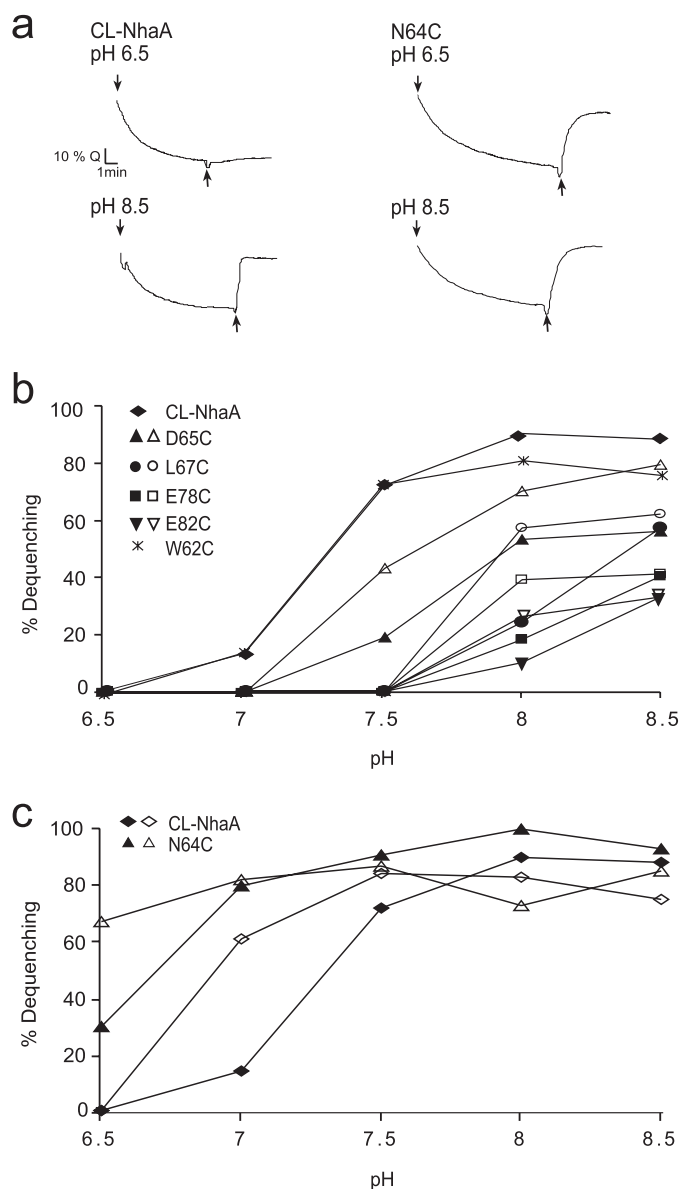 a
CL-NhaA
pH 6.5
N64C
pH 6.5
10 % Q
1min
pH 8.5
pH 8.5
b
100
80
60
40
20
0
% Dequenching
CL-NhaA
D65C
L67C
E78C
E82C
W62C
6.5 7 7.5 8 8.5
pH
c
100
80
60
40
20
0
% Dequenching
CL-NhaA
N64C
6.5 7 7.5 8 8.5
pH